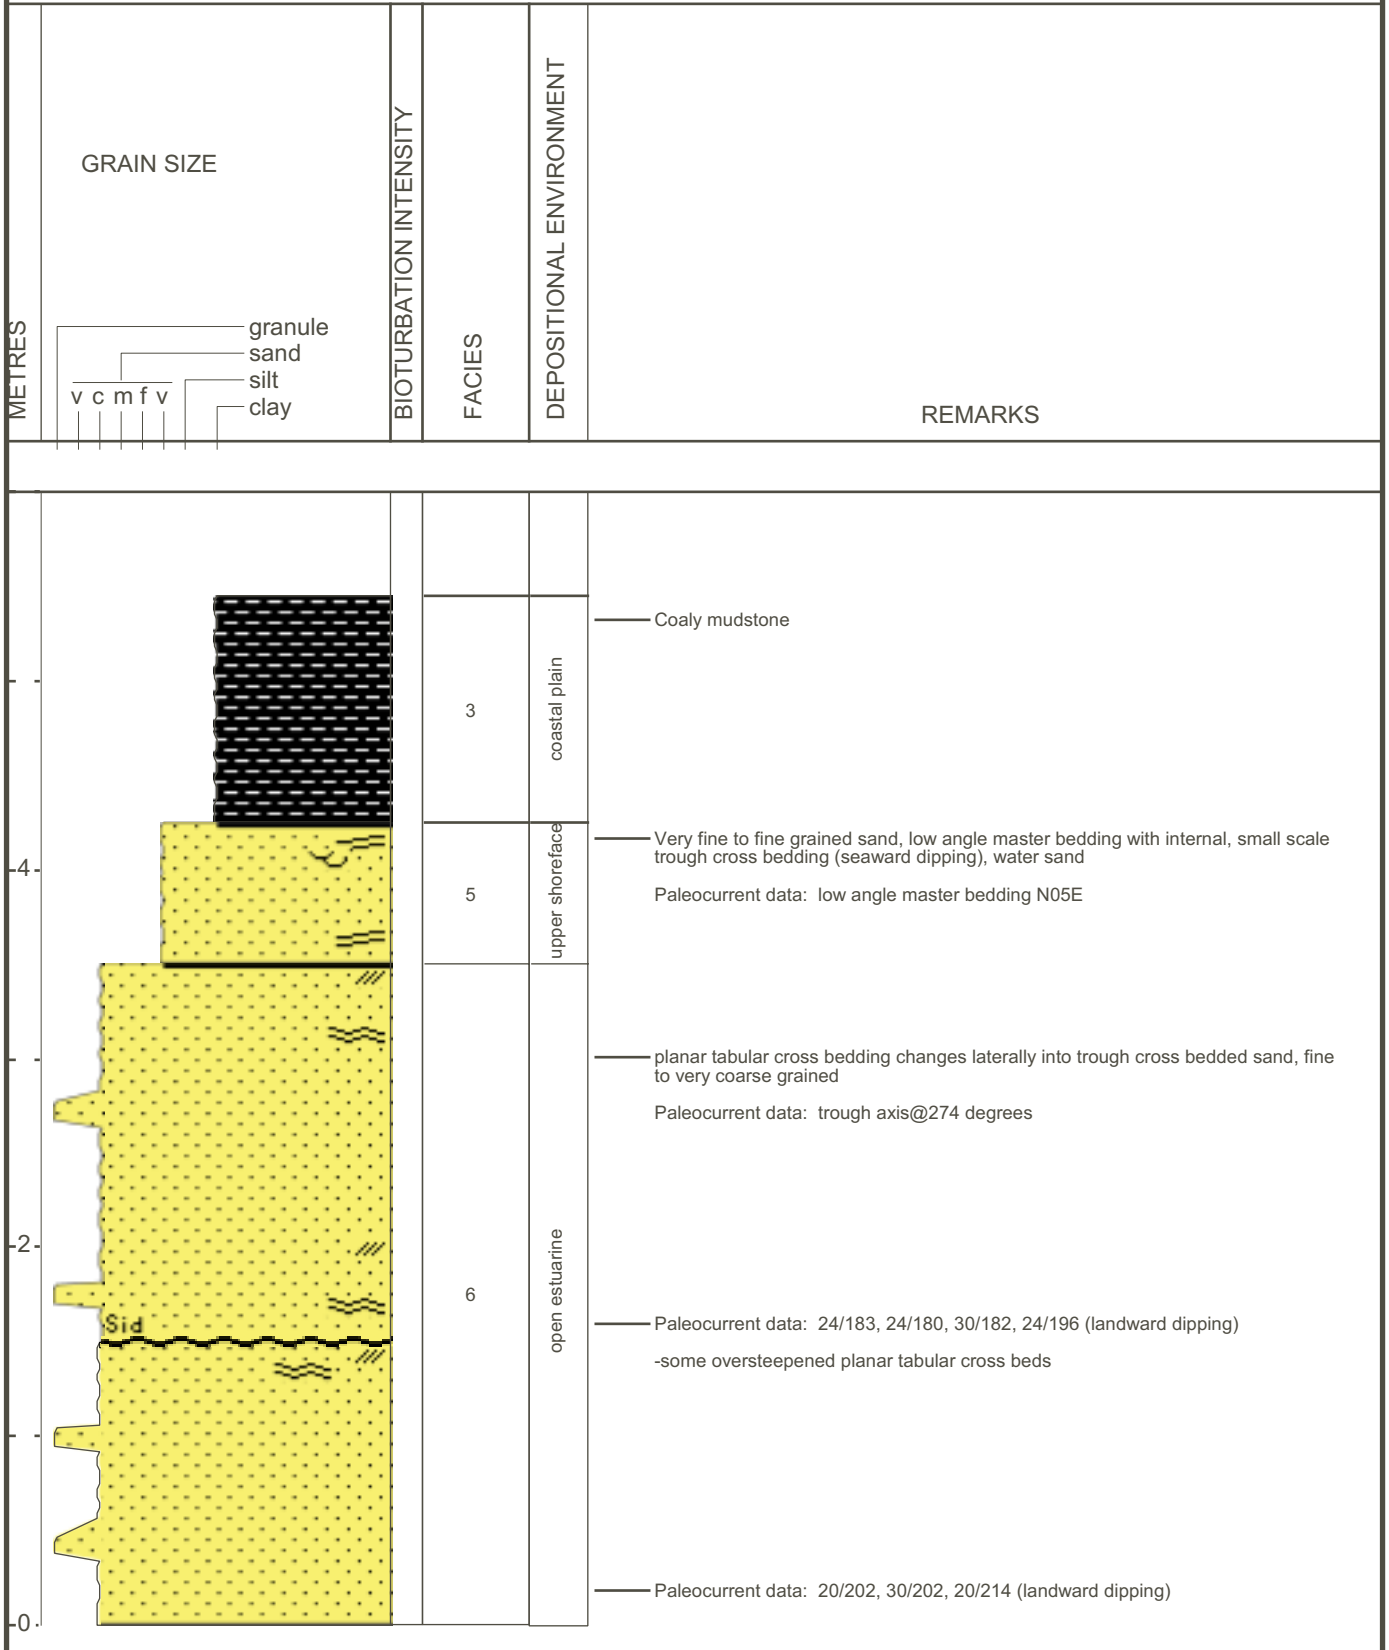 METRES
GRAIN SIZE
granule
sand
silt
clay
v c m f v
BIOTURBATION INTENSITY
FACIES
DEPOSITIONAL ENVIRONMENT
REMARKS
3
coastal plain
Coaly mudstone
4
5
upper shoreface
Very fine to fine grained sand, low angle master bedding with internal, small scale
trough cross bedding (seaward dipping), water sand
Paleocurrent data: low angle master bedding N05E
planar tabular cross bedding changes laterally into trough cross bedded sand, fine
to very coarse grained
Paleocurrent data: trough axis@274 degrees
2
6
open estuarine
Sid
Paleocurrent data: 24/183, 24/180, 30/182, 24/196 (landward dipping)
-some oversteepened planar tabular cross beds
Paleocurrent data: 20/202, 30/202, 20/214 (landward dipping)
0